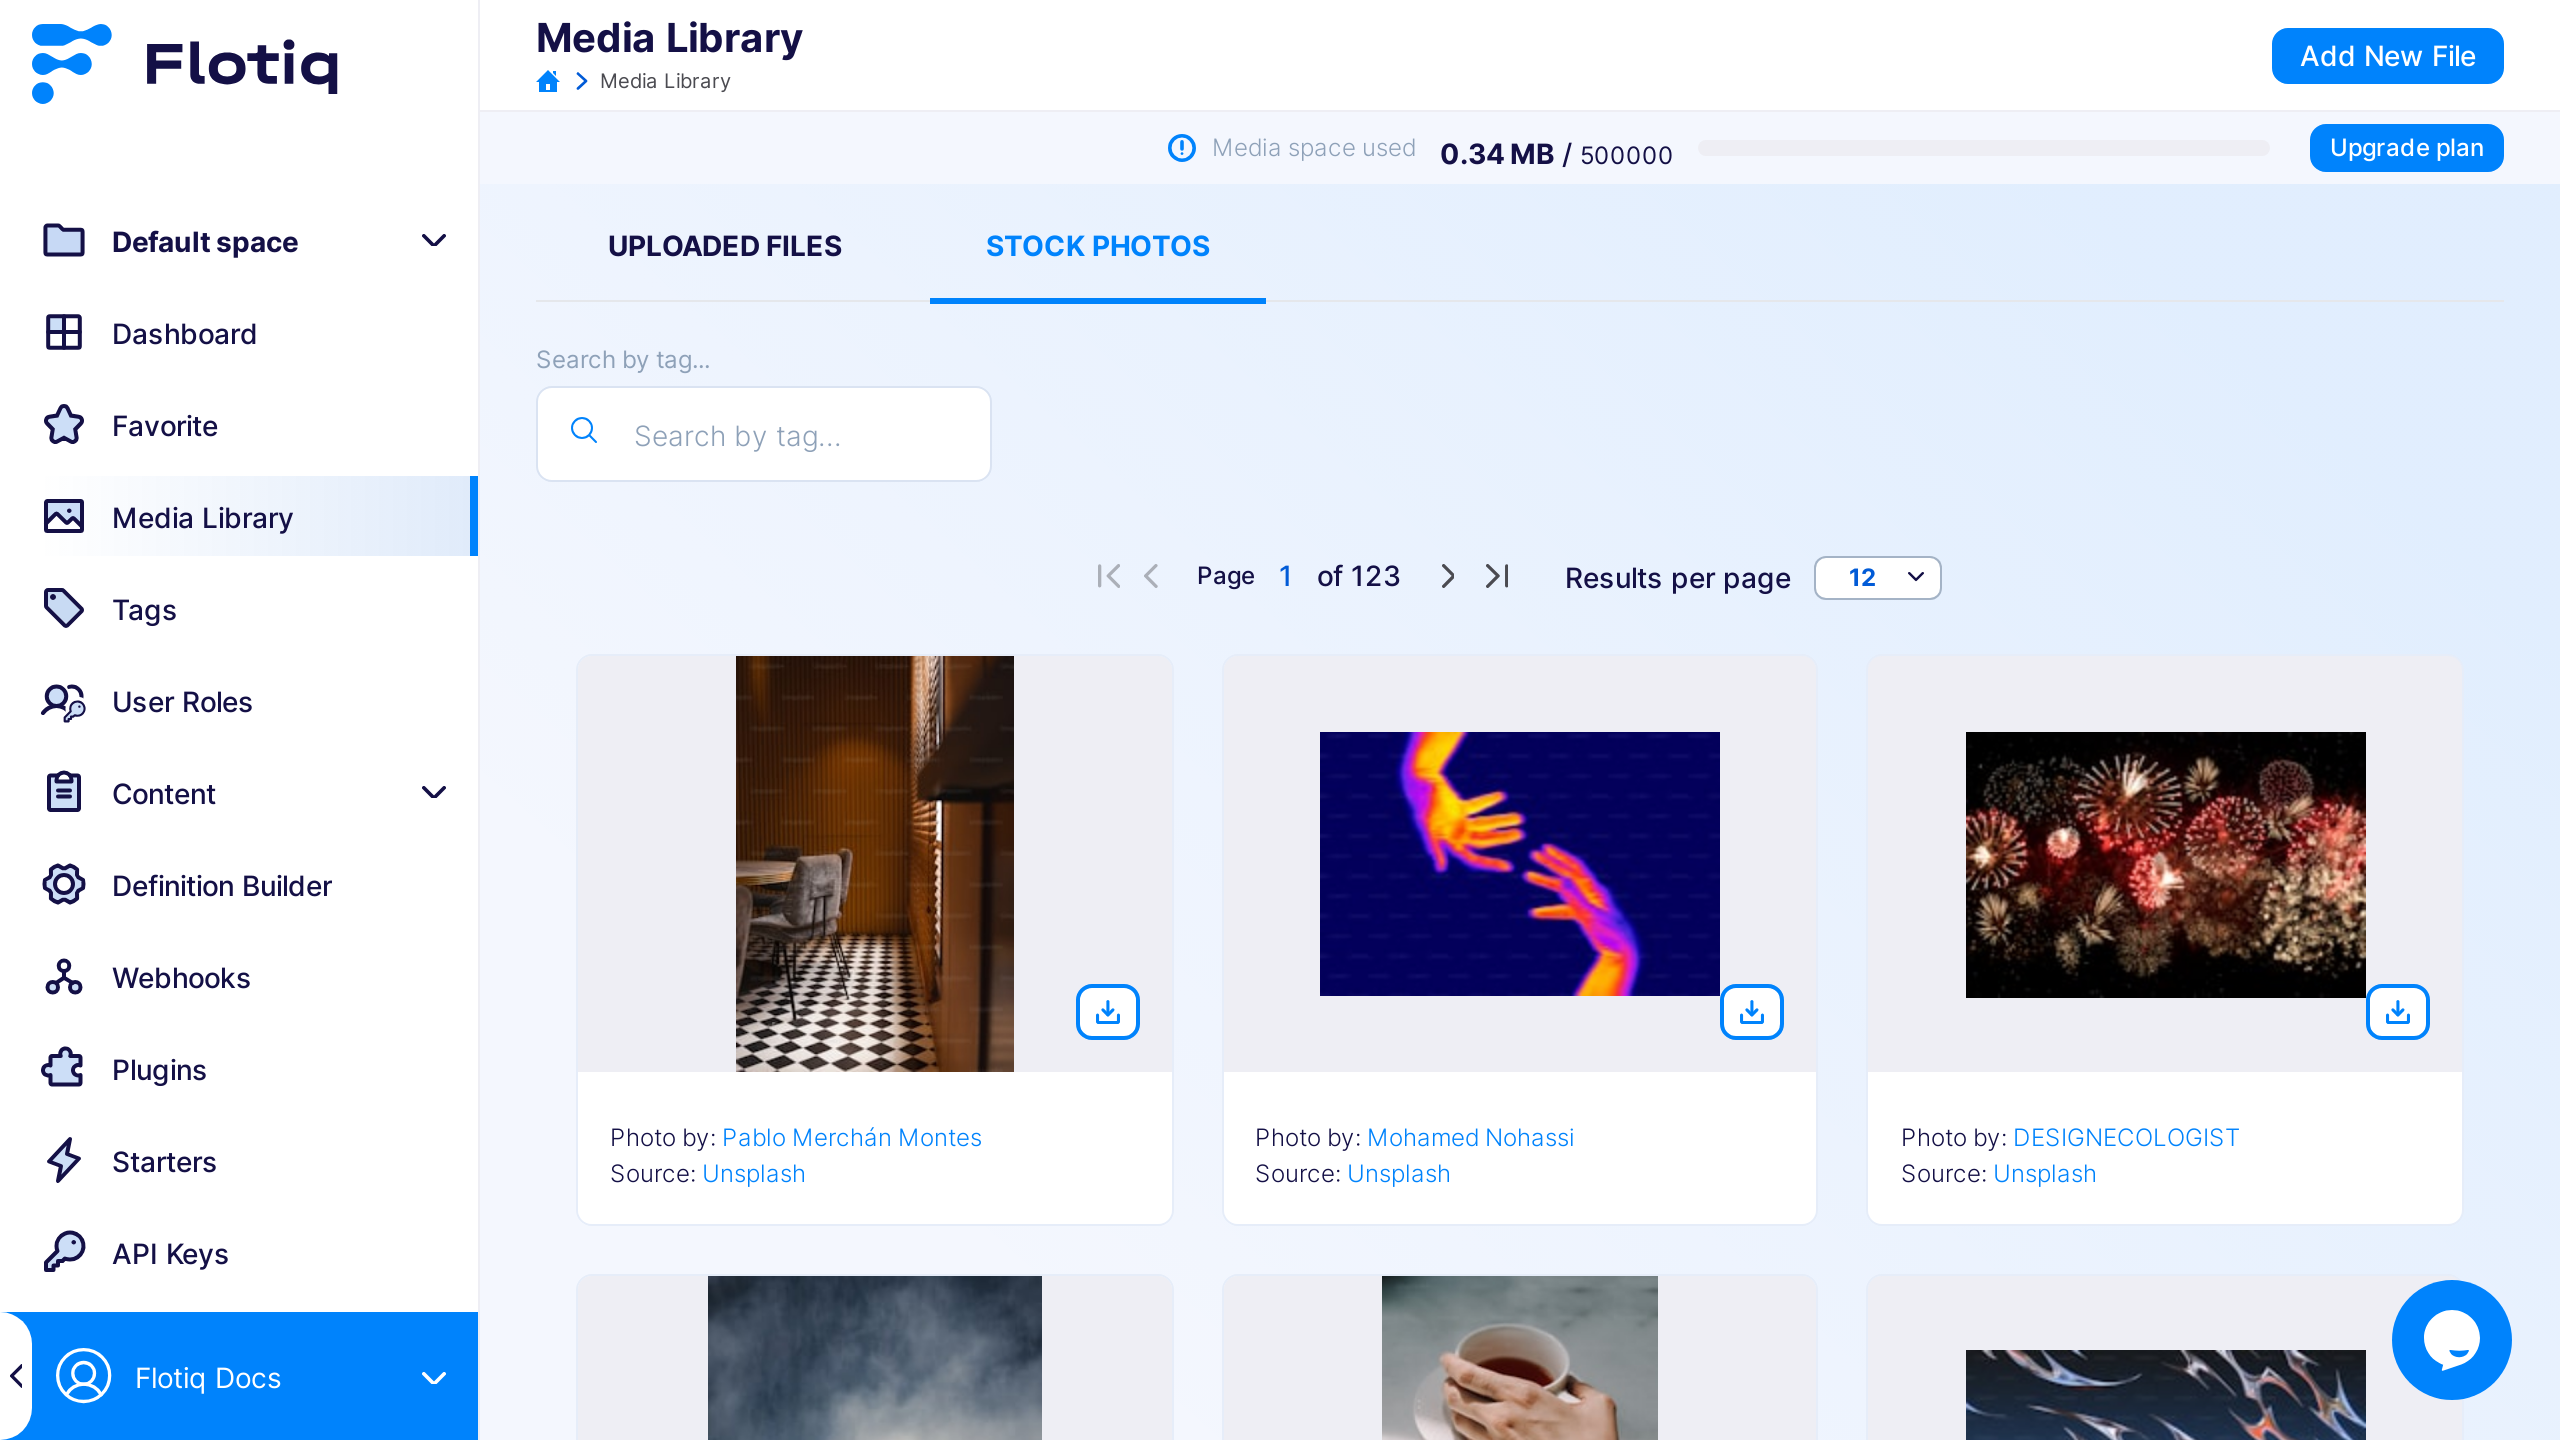 Flotiq
Default space
Dashboard
Favorite
Media Library
Tags
User Roles
Content
Definition Builder
Webhooks
Plugins
Starters
API Keys
Flotiq Docs
Media Library
Media Library
Add New File
Media space used 0.34 MB / 500000
Upgrade plan
UPLOADED FILES
STOCK PHOTOS
Search by tag...
Search by tag...
Page 1 of 123
Results per page 12
Photo by: Pablo Merchán Montes
Source: Unsplash
Photo by: Mohamed Nohassi
Source: Unsplash
Photo by: DESIGNECOLOGIST
Source: Unsplash